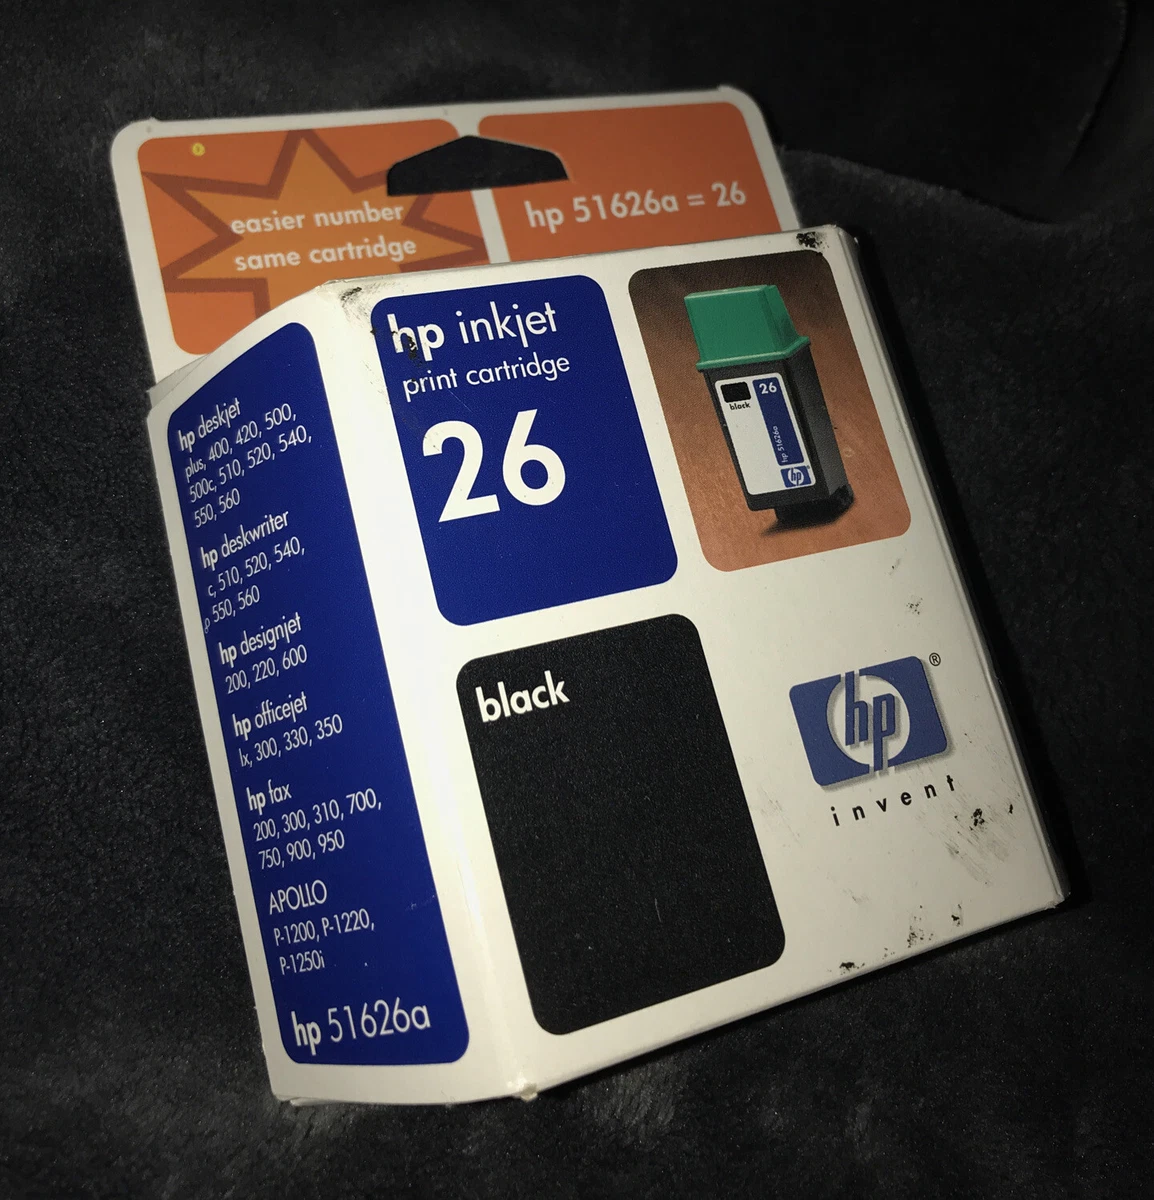 easier number
same cartridge
hp 51626a = 26
hp inkjet
print cartridge
26
black
26
black
hp 51626a
hp
hp
®
invent
hp deskjet
plus, 400, 420, 500,
500c, 510, 520, 540,
550, 560
hp deskwriter
c, 510, 520, 540,
550, 560
hp designjet
200, 220, 600
hp officejet
lx, 300, 330, 350
hp fax
200, 300, 310, 700,
750, 900, 950
APOLLO
P-1200, P-1220,
P-1250i
hp 51626a